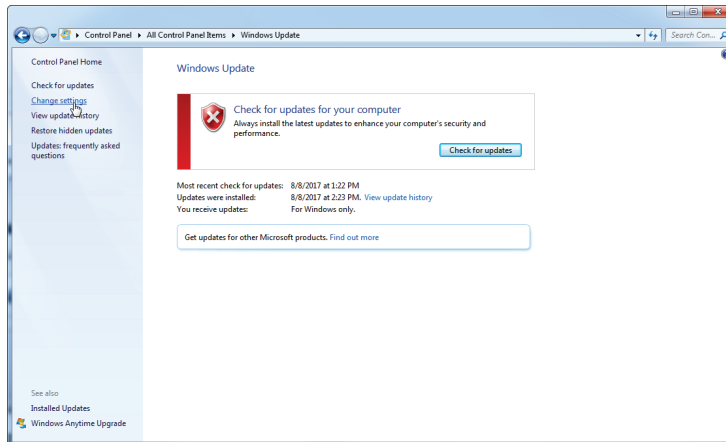 Control Panel ▸ All Control Panel Items ▸ Windows Update
Search Con...
Control Panel Home
Check for updates
Change settings
View update history
Restore hidden updates
Updates: frequently asked
questions
See also
Installed Updates
Windows Anytime Upgrade
Windows Update
Check for updates for your computer
Always install the latest updates to enhance your computer's security and
performance.
Check for updates
Most recent check for updates: 8/8/2017 at 1:22 PM
Updates were installed: 8/8/2017 at 2:23 PM. View update history
You receive updates: For Windows only.
Get updates for other Microsoft products. Find out more